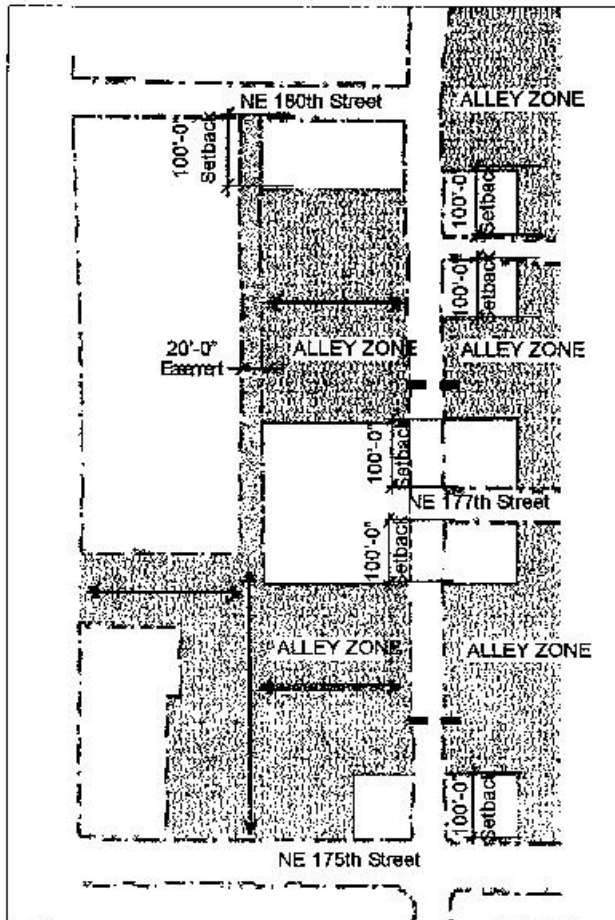 NE 180th Street
ALLEY ZONE
100'-0"
Setback
100'-0"
Setback
100'-0"
Setback
20'-0"
Easement
ALLEY ZONE
ALLEY ZONE
100'-0"
Setback
NE 177th Street
100'-0"
Setback
ALLEY ZONE
ALLEY ZONE
100'-0"
Setback
NE 175th Street